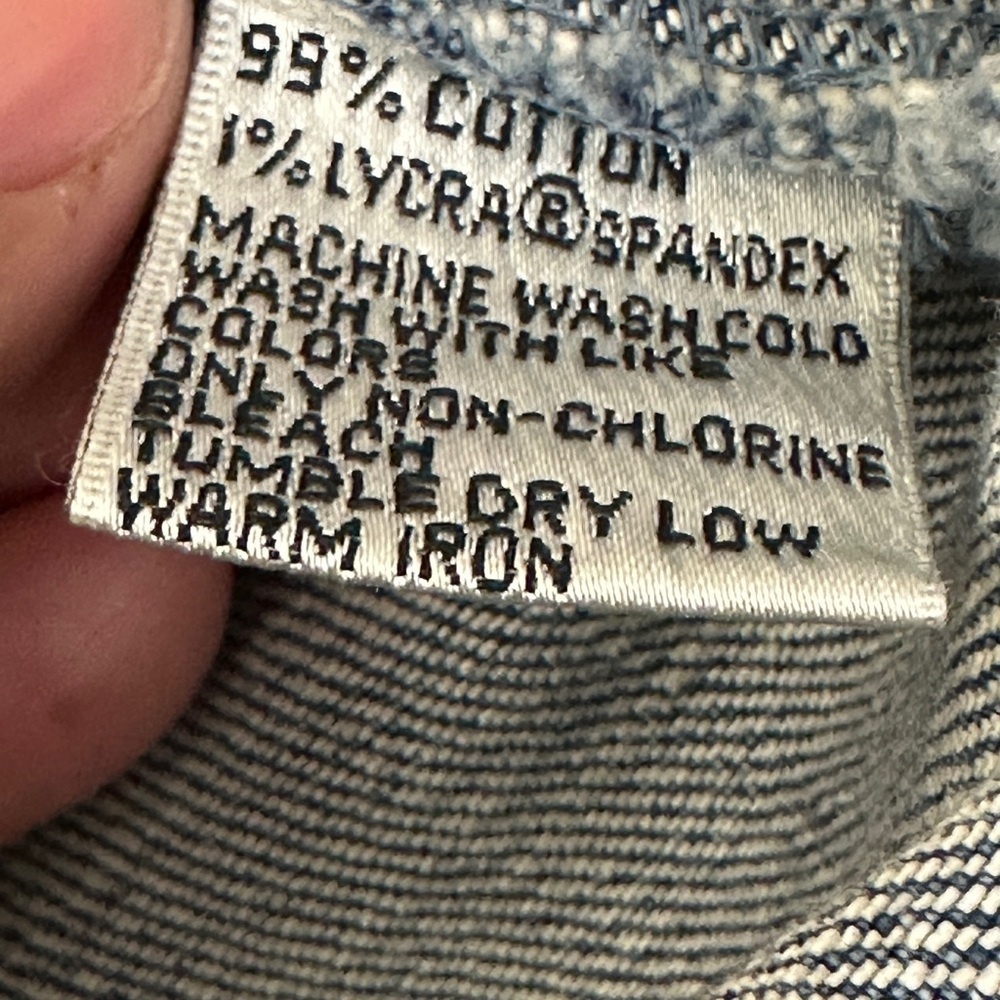 99% COTTON
1% LYCRA® SPANDEX
MACHINE WASH COLD
WASH WITH LIKE
COLORS
ONLY NON-CHLORINE
BLEACH
TUMBLE DRY LOW
WARM IRON